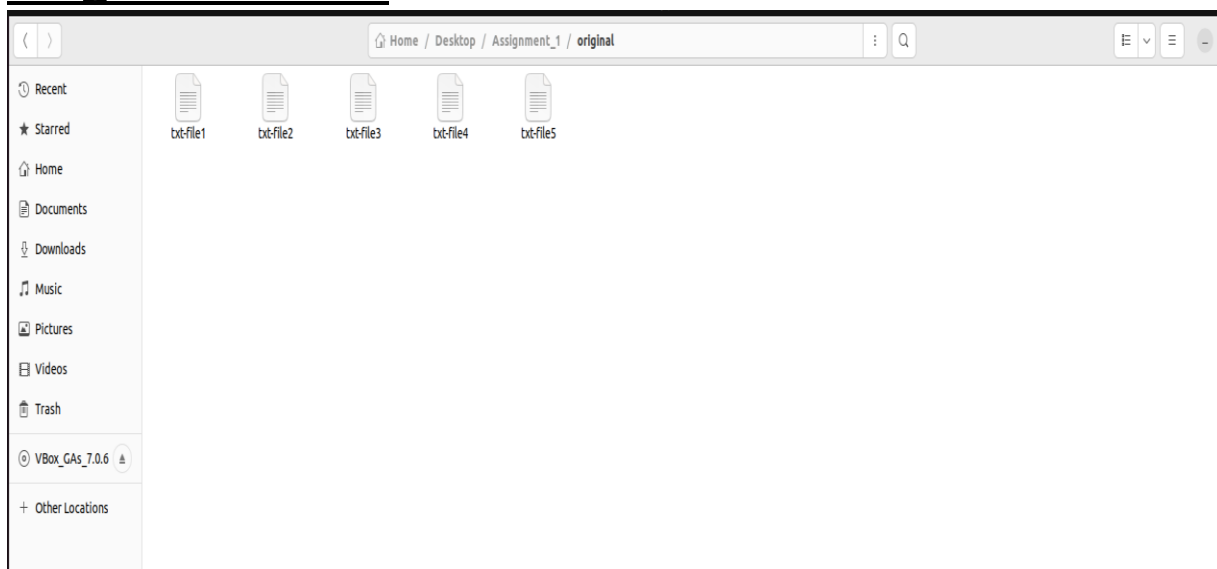 Home / Desktop / Assignment_1 / original
Recent
Starred
Home
Documents
Downloads
Music
Pictures
Videos
Trash
VBox_GAs_7.0.6
+ Other Locations
txt-file1 txt-file2 txt-file3 txt-file4 txt-file5